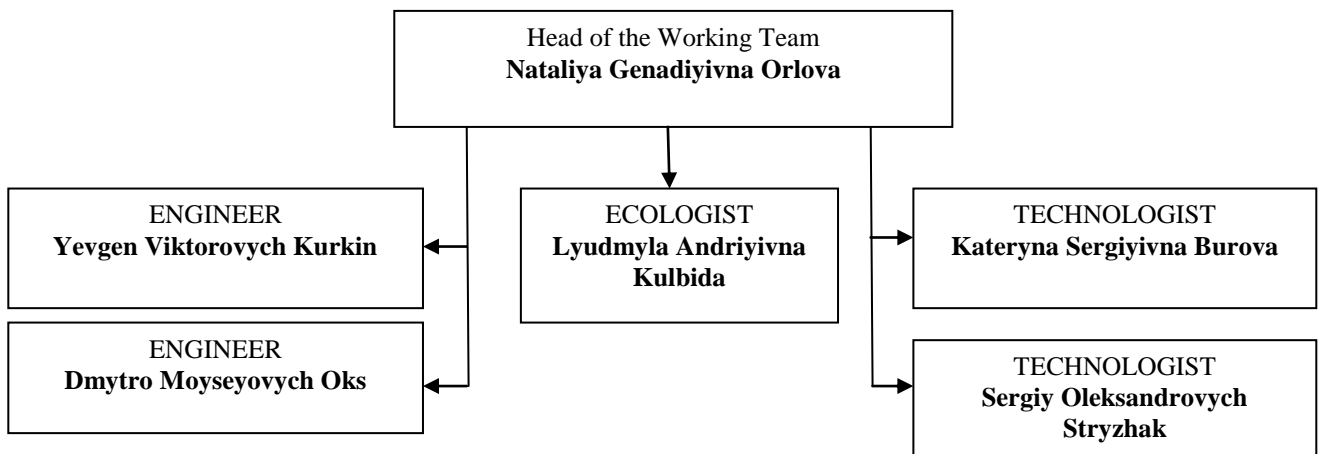 Head of the Working Team
Nataliya Genadiyivna Orlova
ENGINEER
Yevgen Viktorovych Kurkin
ECOLOGIST
Lyudmyla Andriyivna
Kulbida
TECHNOLOGIST
Kateryna Sergiyivna Burova
ENGINEER
Dmytro Moyseyovych Oks
TECHNOLOGIST
Sergiy Oleksandrovych
Stryzhak